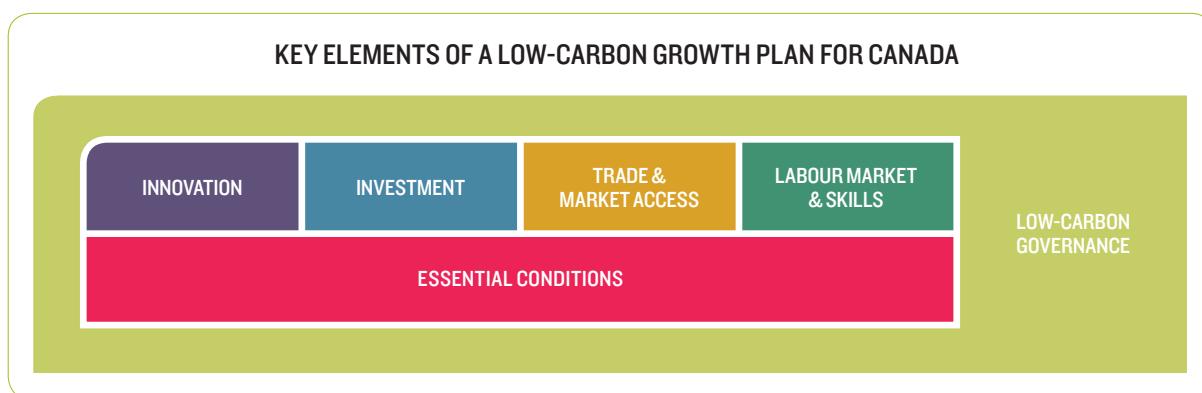 KEY ELEMENTS OF A LOW-CARBON GROWTH PLAN FOR CANADA
INNOVATION
INVESTMENT
TRADE &
MARKET ACCESS
LABOUR MARKET
& SKILLS
LOW-CARBON
GOVERNANCE
ESSENTIAL CONDITIONS